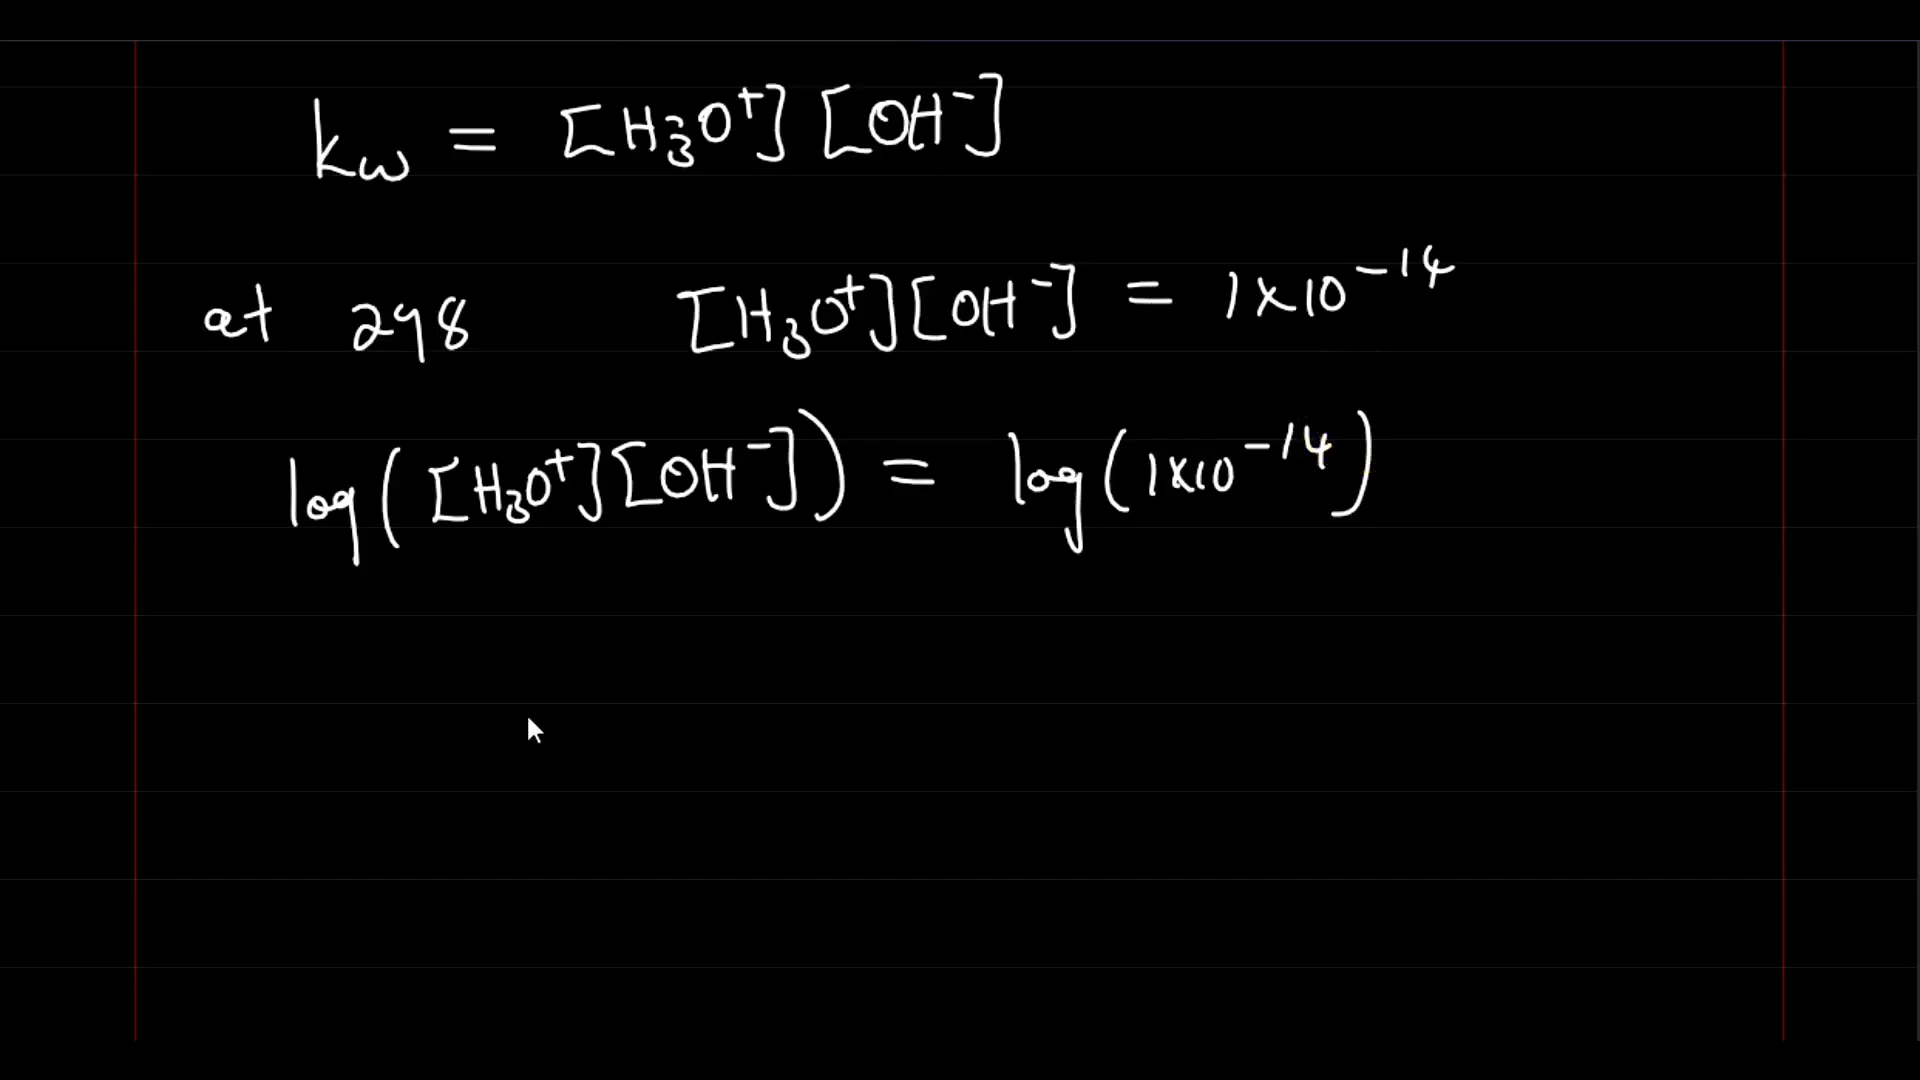 kw = [H₃O⁺][OH⁻]
at 298 [H₃O⁺][OH⁻] = 1x10⁻¹⁴
log([H₃O⁺][OH⁻]) = log(1x10⁻¹⁴)